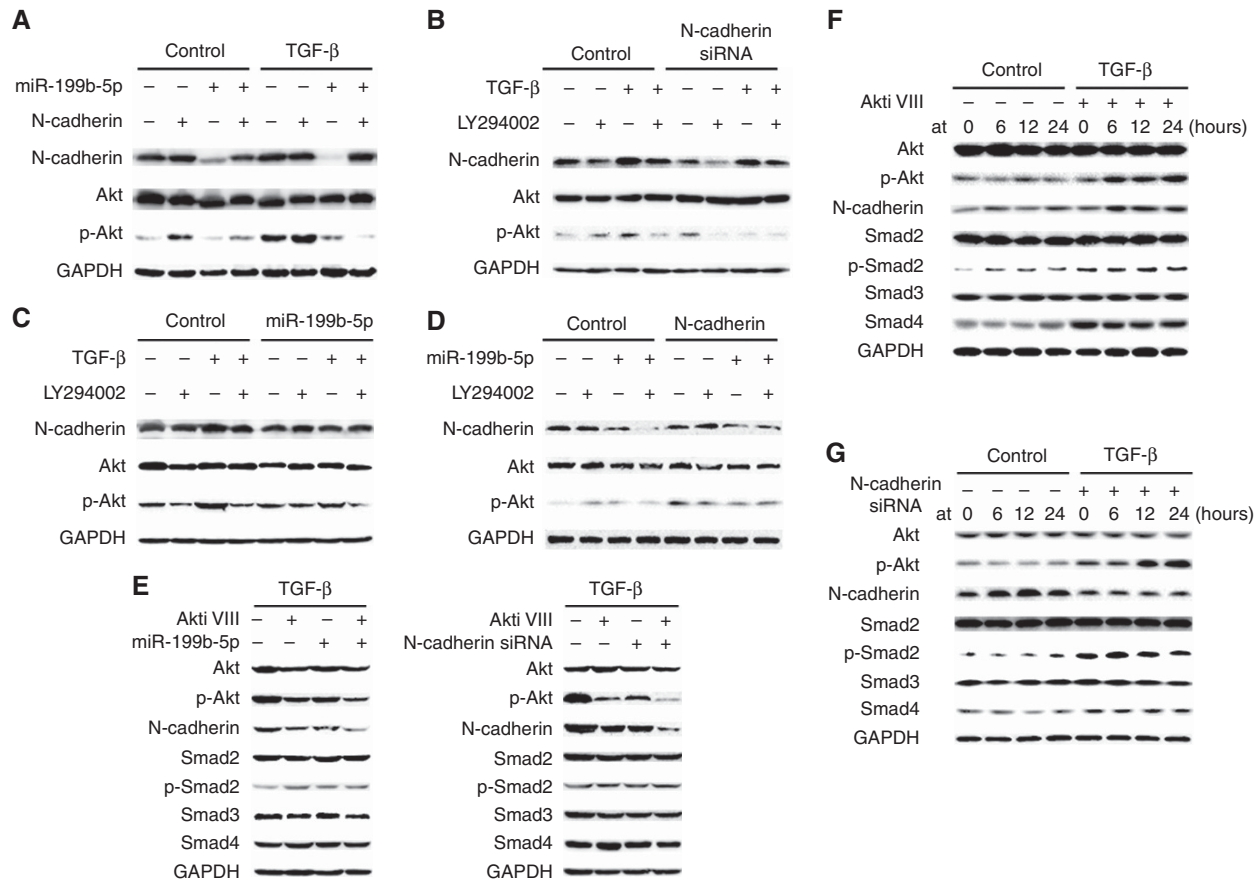 A
Control TGF-β
miR-199b-5p – – + + – – + +
N-cadherin – + – + – + – +
N-cadherin
Akt
p-Akt
GAPDH
B
N-cadherin
Control siRNA
TGF-β – – + + – – + +
LY294002 – + – + – + – +
N-cadherin
Akt
p-Akt
GAPDH
C
Control miR-199b-5p
TGF-β – – + + – – + +
LY294002 – + – + – + – +
N-cadherin
Akt
p-Akt
GAPDH
D
Control N-cadherin
miR-199b-5p – – + + – – + +
LY294002 – + – + – + – +
N-cadherin
Akt
p-Akt
GAPDH
E
TGF-β
Akti VIII – + – +
miR-199b-5p – – + +
Akt
p-Akt
N-cadherin
Smad2
p-Smad2
Smad3
Smad4
GAPDH
TGF-β
Akti VIII – + – +
N-cadherin siRNA – – + +
Akt
p-Akt
N-cadherin
Smad2
p-Smad2
Smad3
Smad4
GAPDH
F
Control TGF-β
Akti VIII – – – – + + + +
at 0 6 12 24 0 6 12 24 (hours)
Akt
p-Akt
N-cadherin
Smad2
p-Smad2
Smad3
Smad4
GAPDH
G
Control TGF-β
N-cadherin – – – – + + + +
siRNA at 0 6 12 24 0 6 12 24 (hours)
Akt
p-Akt
N-cadherin
Smad2
p-Smad2
Smad3
Smad4
GAPDH